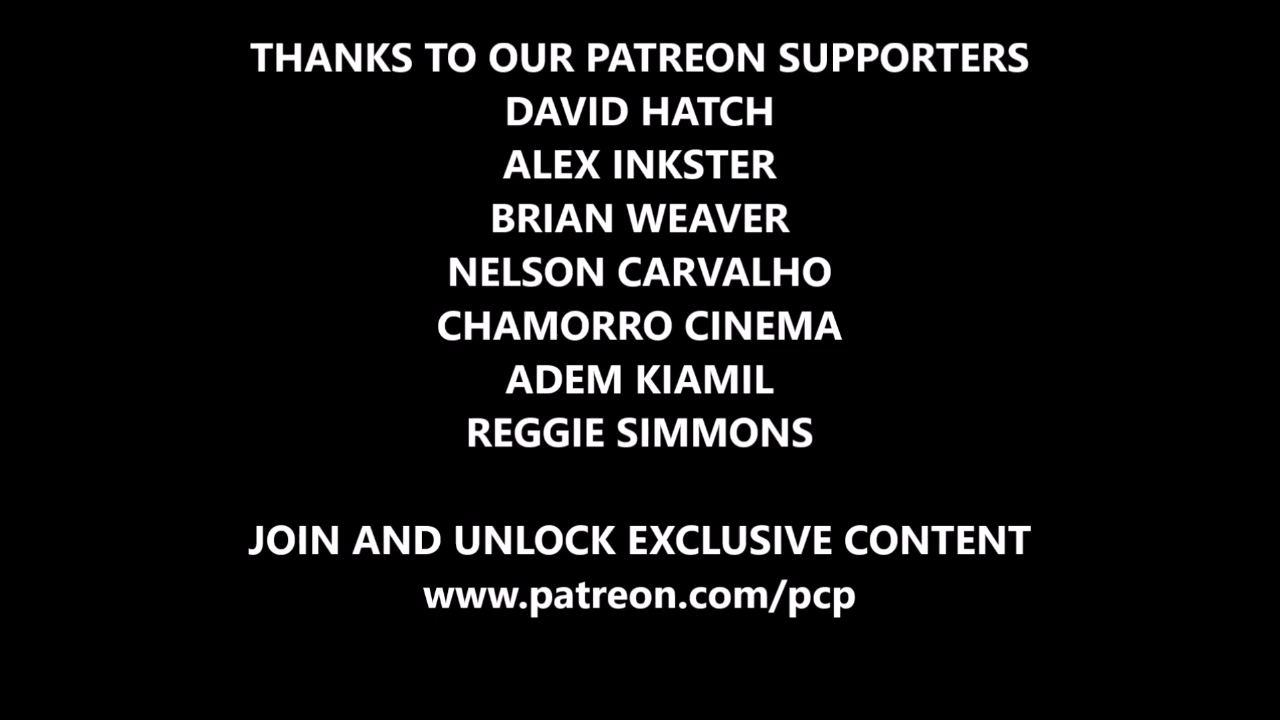 THANKS TO OUR PATREON SUPPORTERS
DAVID HATCH
ALEX INKSTER
BRIAN WEAVER
NELSON CARVALHO
CHAMORRO CINEMA
ADEM KIAMIL
REGGIE SIMMONS
JOIN AND UNLOCK EXCLUSIVE CONTENT
www.patreon.com/pcp